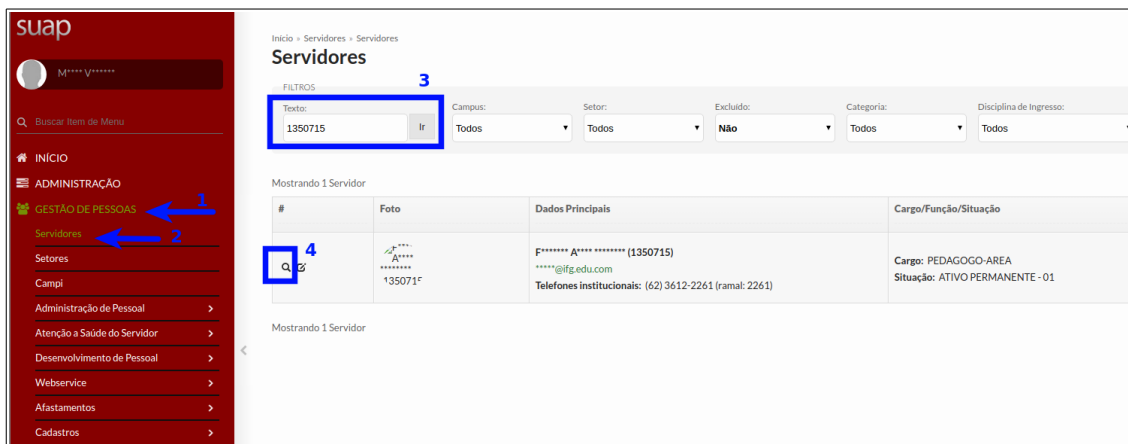 suap
M**** V******
Buscar Item de Menu
INÍCIO
ADMINISTRAÇÃO
GESTÃO DE PESSOAS
1
Servidores
2
Setores
Campi
Administração de Pessoal
Atenção a Saúde do Servidor
Desenvolvimento de Pessoal
Webservice
Afastamentos
Cadastros
Início » Servidores » Servidores
Servidores
FILTROS
3
Texto: Campus: Setor: Excluído: Categoria: Disciplina de Ingresso:
1350715 Ir Todos Todos Não Todos Todos
Mostrando 1 Servidor
# Foto Dados Principais Cargo/Função/Situação
4
A****
********
1350715
F******* A**** ******** (1350715)
*****@ifg.edu.com
Telefones institucionais: (62) 3612-2261 (ramal: 2261)
Cargo: PEDAGOGO-AREA
Situação: ATIVO PERMANENTE - 01
Mostrando 1 Servidor